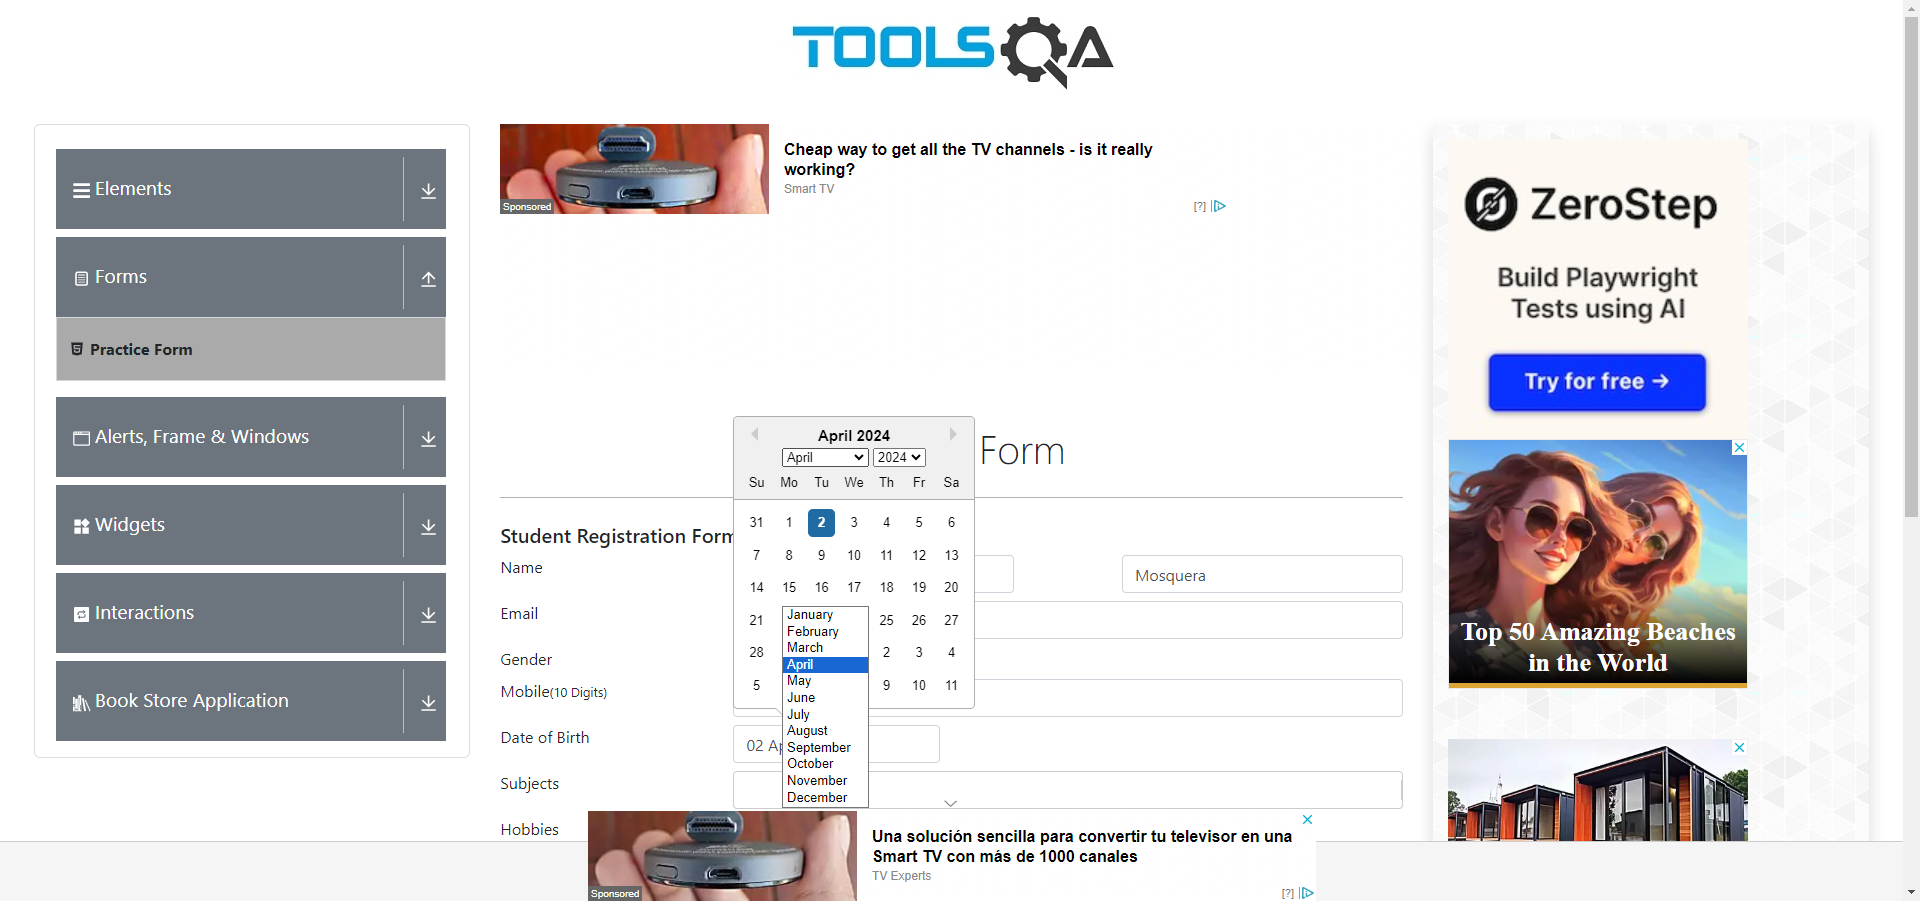 TOOLSQA
Elements
Forms
Practice Form
Alerts, Frame & Windows
Widgets
Interactions
Book Store Application
Sponsored
Cheap way to get all the TV channels - is it really
working?
Smart TV
[?]
Form
Student Registration Form
Name
Mosquera
Email
Gender
Mobile(10 Digits)
Date of Birth
02 Ap
Subjects
Hobbies
April 2024
April 2024
Su Mo Tu We Th Fr Sa
31 1 2 3 4 5 6
7 8 9 10 11 12 13
14 15 16 17 18 19 20
21 25 26 27
28 2 3 4
5 9 10 11
January
February
March
April
May
June
July
August
September
October
November
December
ZeroStep
Build Playwright
Tests using AI
Try for free →
Top 50 Amazing Beaches
in the World
Sponsored
Una solución sencilla para convertir tu televisor en una
Smart TV con más de 1000 canales
TV Experts
[?]